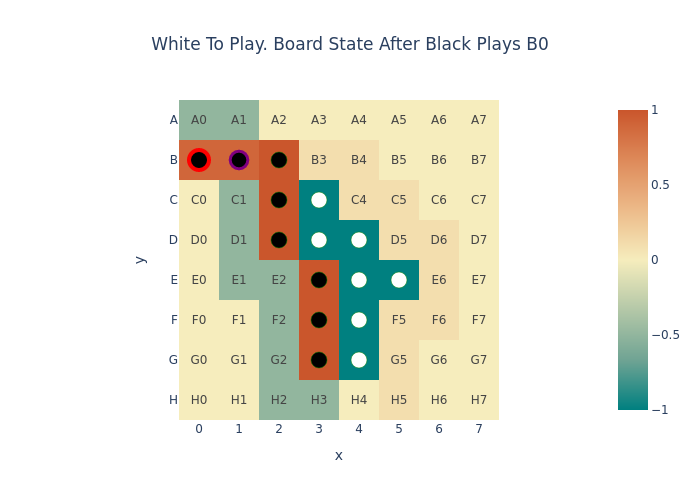 White To Play. Board State After Black Plays B0
A A0 A1 A2 A3 A4 A5 A6 A7
1
B B3 B4 B5 B6 B7
C C0 C1 C4 C5 C6 C7
0.5
D D0 D1 D5 D6 D7
y
0
E E0 E1 E2 E6 E7
F F0 F1 F2 F5 F6 F7
−0.5
G G0 G1 G2 G5 G6 G7
H H0 H1 H2 H3 H4 H5 H6 H7
−1
0 1 2 3 4 5 6 7
x